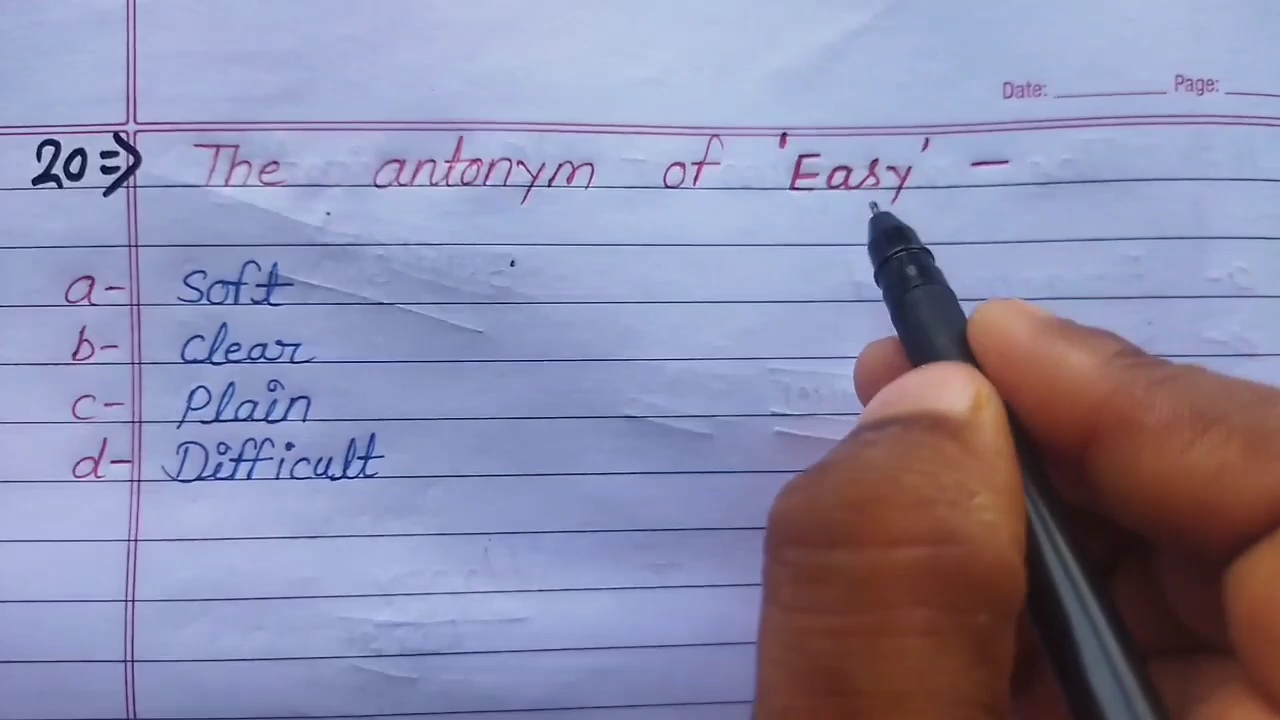 Date: Page:
20⇒ The antonym of 'Easy' -
a- Soft
b- Clear
c- Plain
d- Difficult